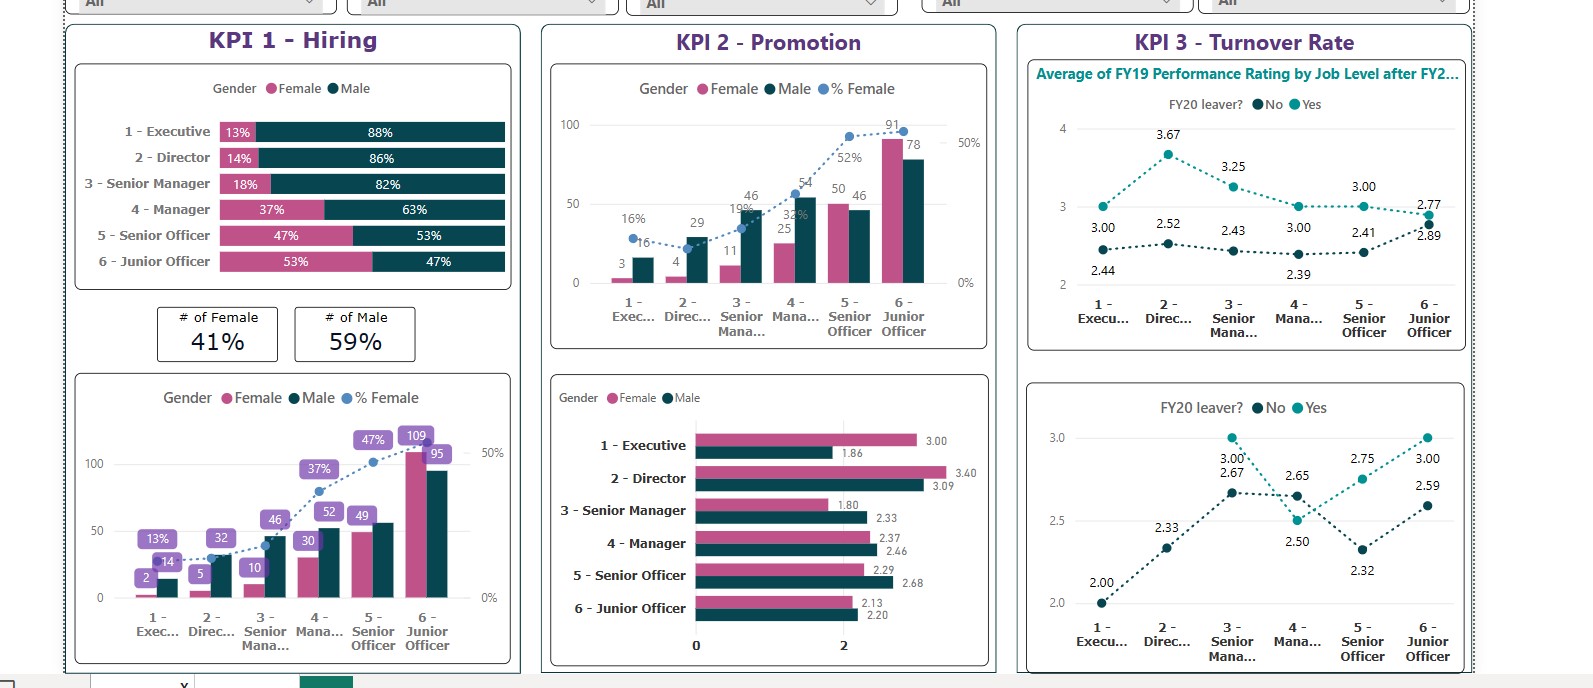 All All All All All
KPI 1 - Hiring
Gender Female Male
1 - Executive 13% 88%
2 - Director 14% 86%
3 - Senior Manager 18% 82%
4 - Manager 37% 63%
5 - Senior Officer 47% 53%
6 - Junior Officer 53% 47%
# of Female
41%
# of Male
59%
Gender Female Male % Female
109
47% 95 50%
100 37%
46 52 49
50 13% 32 30
14 10
2 5
0 0%
1 - 2 - 3 - 4 - 5 - 6 -
Exec... Direc... Senior Mana... Senior Junior
Mana... Officer Officer
KPI 2 - Promotion
Gender Female Male % Female
100 91
78 50%
52%
54
50 46 50 46
16% 29 19% 32%
16 11 25
3 4
0 0%
1 - 2 - 3 - 4 - 5 - 6 -
Exec... Direc... Senior Mana... Senior Junior
Mana... Officer Officer
Gender Female Male
1 - Executive 3.00
1.86
2 - Director 3.40
3.09
3 - Senior Manager 1.80
2.33
4 - Manager 2.37
2.46
5 - Senior Officer 2.29
2.68
6 - Junior Officer 2.13
2.20
0 2
KPI 3 - Turnover Rate
Average of FY19 Performance Rating by Job Level after FY2...
FY20 leaver? No Yes
4
3.67
3.25
3 3.00 2.77
3.00 2.52 2.43 3.00 2.41 2.89
2.44 2.39
2
1 - 2 - 3 - 4 - 5 - 6 -
Execu... Direc... Senior Mana... Senior Junior
Mana... Officer Officer
FY20 leaver? No Yes
3.0
3.00 2.75 3.00
2.67 2.65 2.59
2.5 2.33 2.50
2.32
2.00
2.0
1 - 2 - 3 - 4 - 5 - 6 -
Execu... Direc... Senior Mana... Senior Junior
Mana... Officer Officer
x